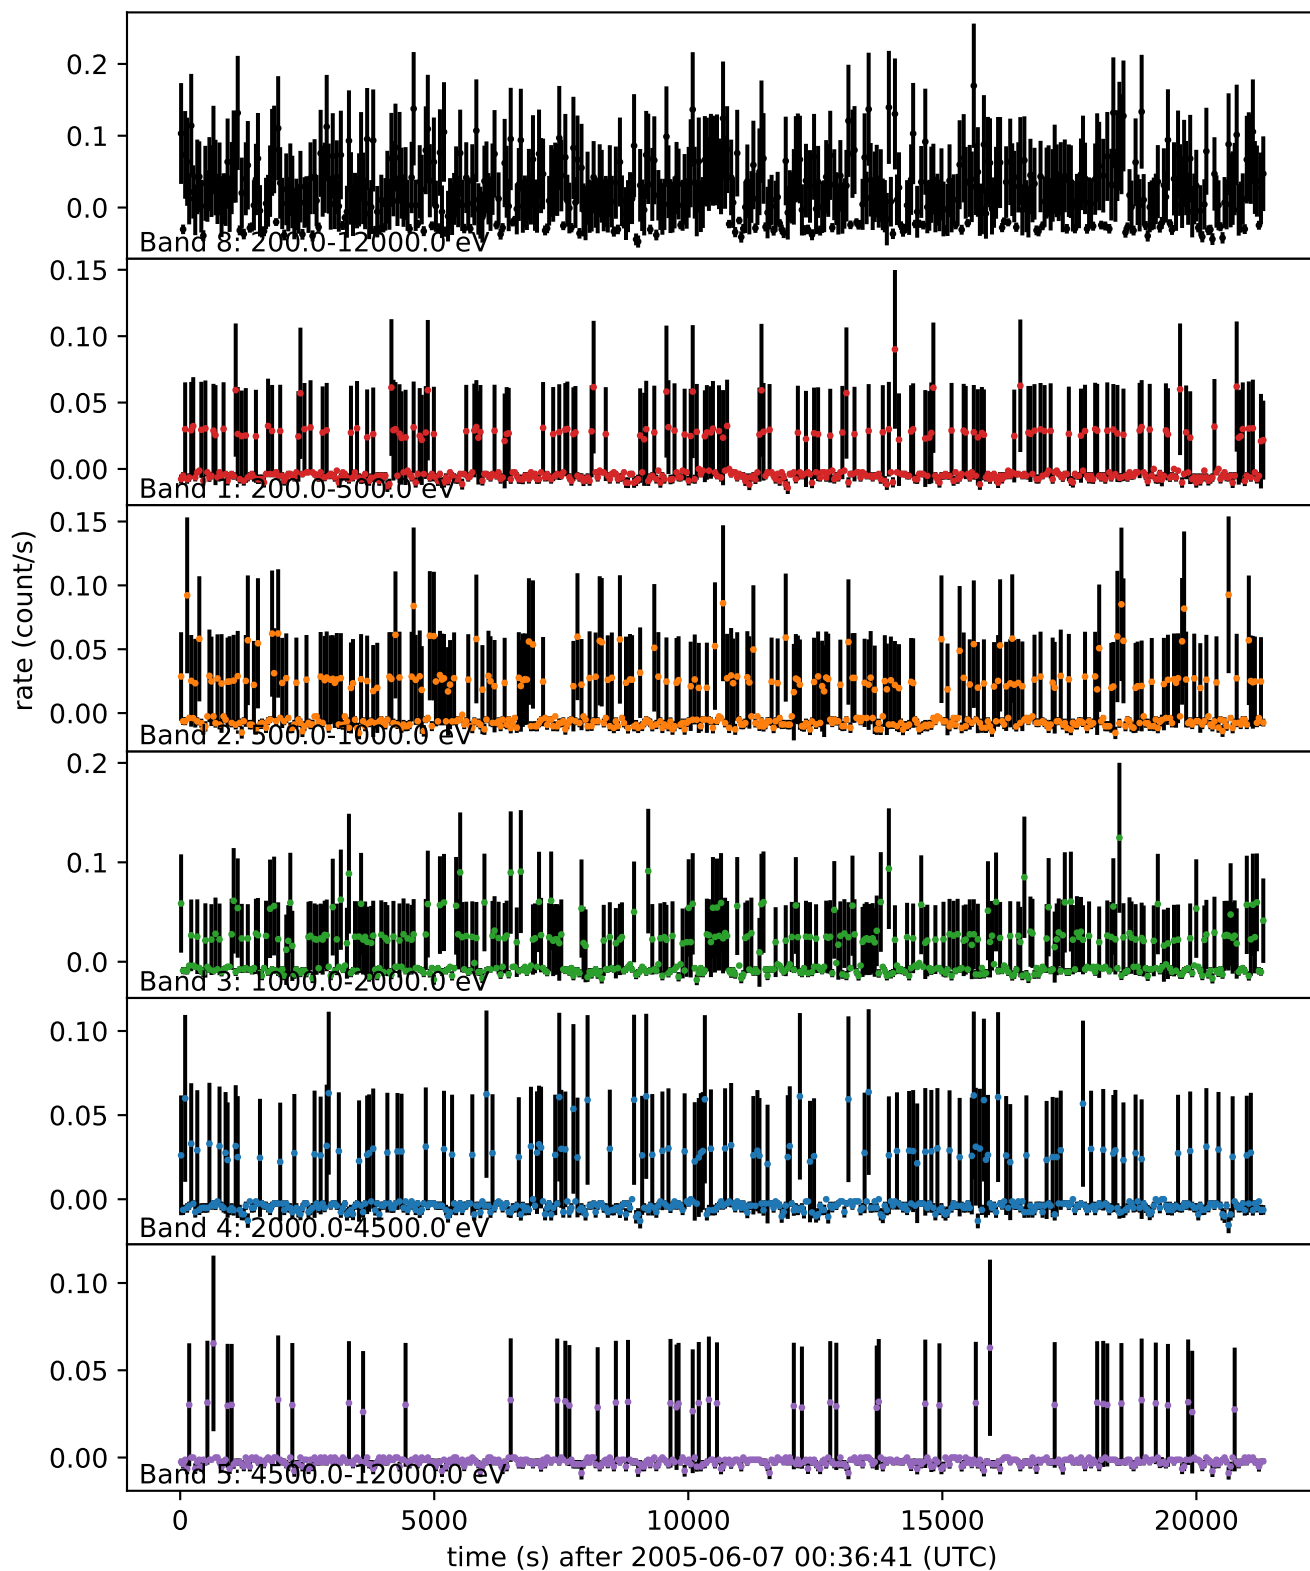 0.2
0.1
0.0
Band 8: 200.0-12000.0 eV
0.15
0.10
0.05
0.00
Band 1: 200.0-500.0 eV
0.15
0.10
0.05
0.00
Band 2: 500.0-1000.0 eV
rate (count/s)
0.2
0.1
0.0
Band 3: 1000.0-2000.0 eV
0.10
0.05
0.00
Band 4: 2000.0-4500.0 eV
0.10
0.05
0.00
Band 5: 4500.0-12000.0 eV
0 5000 10000 15000 20000
time (s) after 2005-06-07 00:36:41 (UTC)